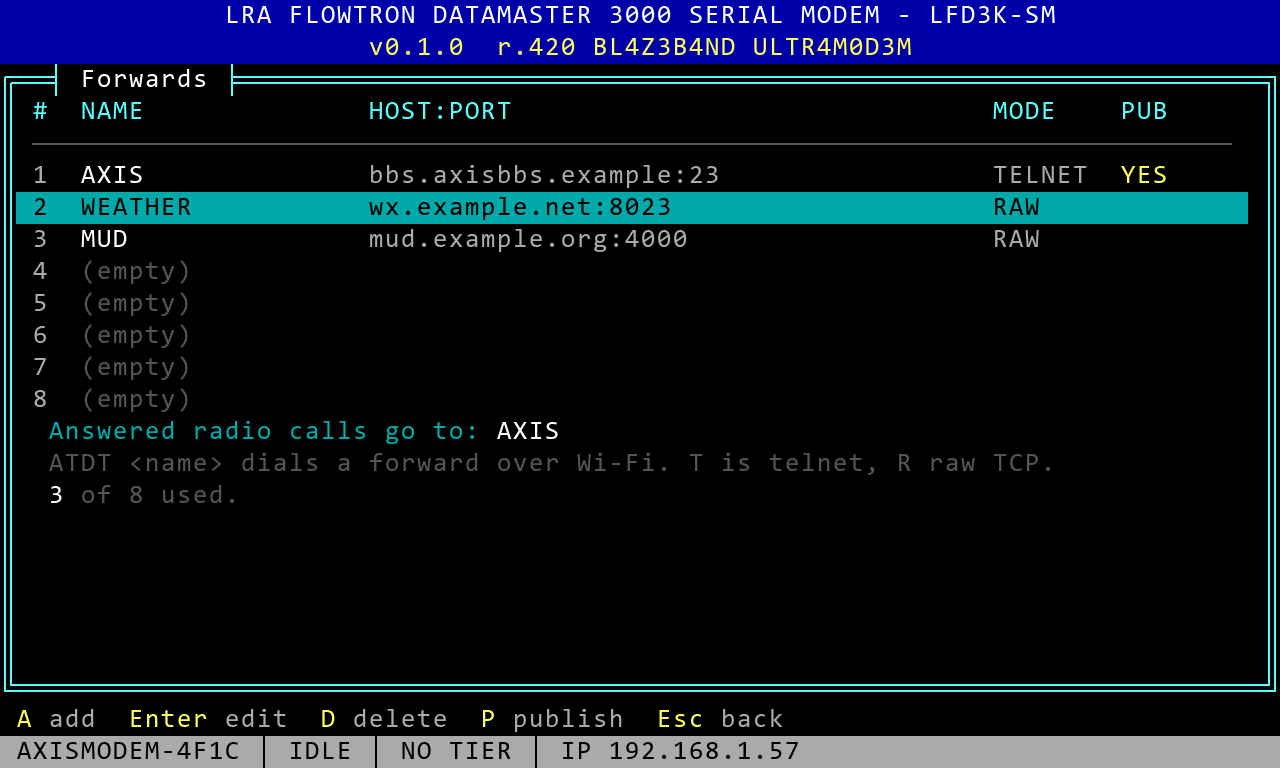 LRA FLOWTRON DATAMASTER 3000 SERIAL MODEM - LFD3K-SM
v0.1.0  r.420 BL4Z3B4ND ULTR4M0D3M
Forwards
#  NAME  HOST:PORT  MODE  PUB
1  AXIS  bbs.axisbbs.example:23  TELNET  YES
2  WEATHER  wx.example.net:8023  RAW
3  MUD  mud.example.org:4000  RAW
4  (empty)
5  (empty)
6  (empty)
7  (empty)
8  (empty)
Answered radio calls go to: AXIS
ATDT <name> dials a forward over Wi-Fi. T is telnet, R raw TCP.
3 of 8 used.
A add  Enter edit  D delete  P publish  Esc back
AXISMODEM-4F1C  IDLE  NO TIER  IP 192.168.1.57